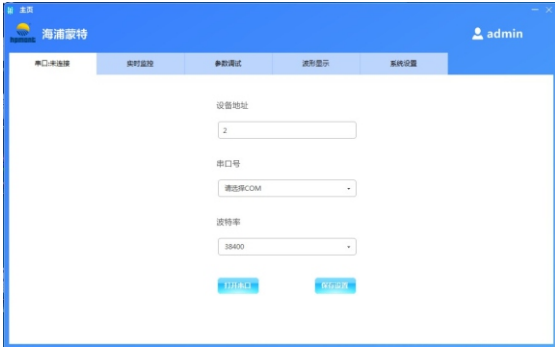 主页
海浦蒙特
admin
串口:未连接 实时监控 参数调试 波形显示 系统设置
设备地址
2
串口号
请选择COM
波特率
38400
打开串口 保存设置